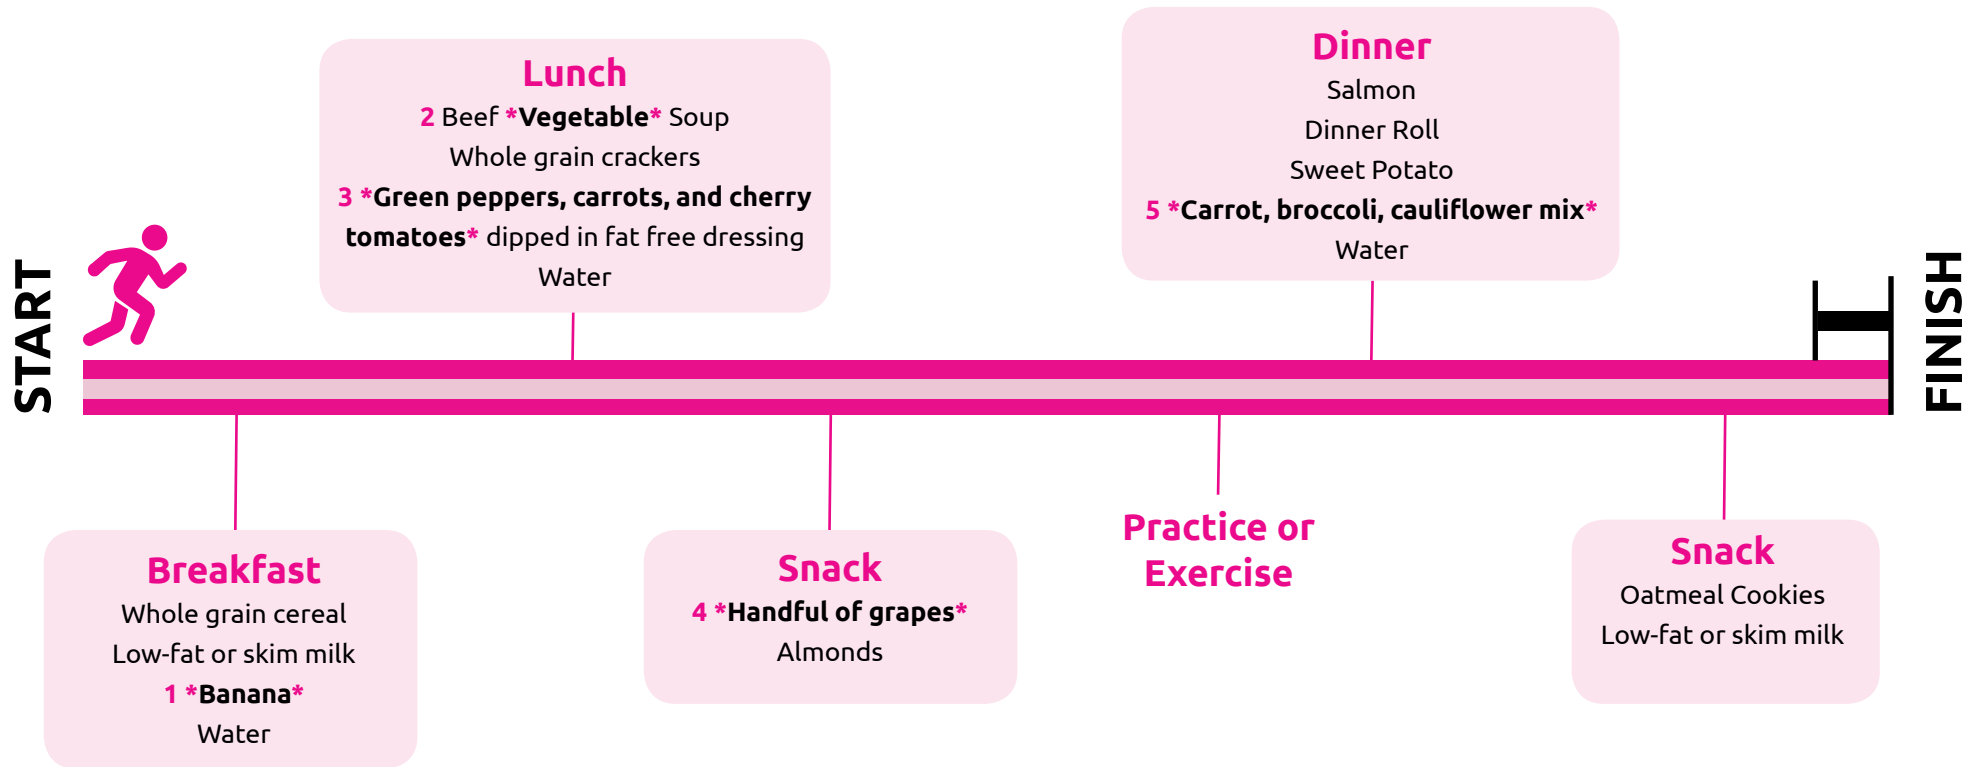 START
Breakfast
Whole grain cereal
Low-fat or skim milk
1 *Banana*
Water
Lunch
2 Beef *Vegetable* Soup
Whole grain crackers
3 *Green peppers, carrots, and cherry
tomatoes* dipped in fat free dressing
Water
Snack
4 *Handful of grapes*
Almonds
Practice or
Exercise
Dinner
Salmon
Dinner Roll
Sweet Potato
5 *Carrot, broccoli, cauliflower mix*
Water
Snack
Oatmeal Cookies
Low-fat or skim milk
FINISH